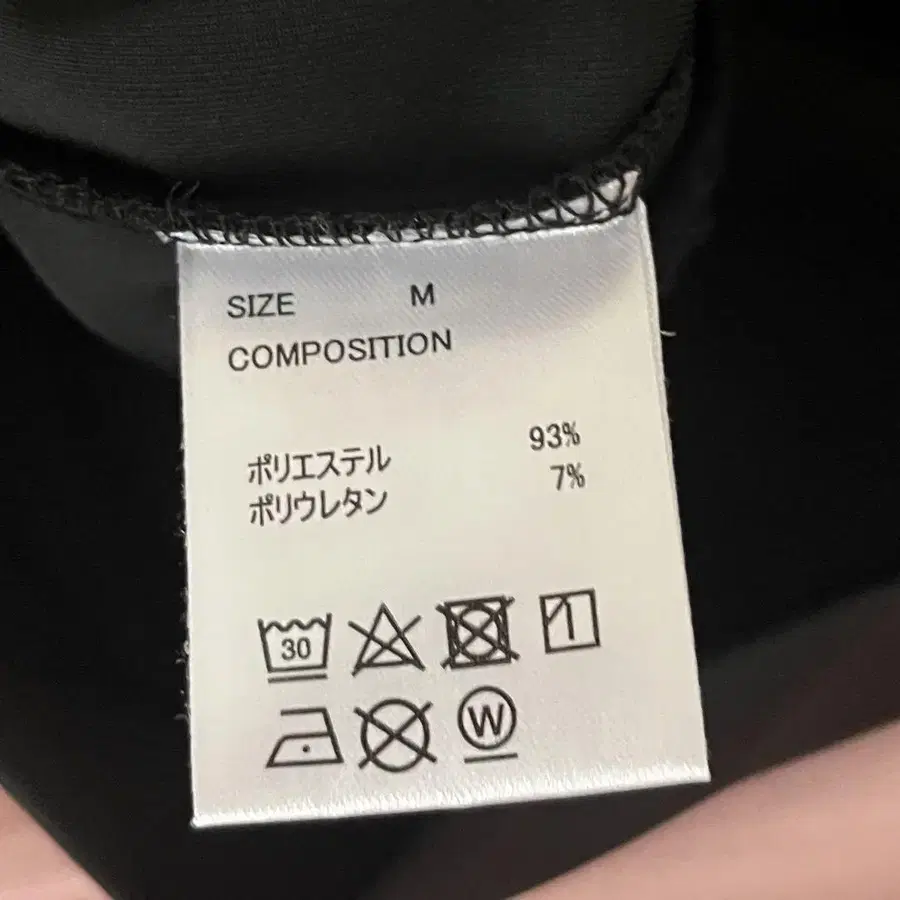 SIZE M
COMPOSITION
ポリエステル 93%
ポリウレタン 7%
30
W